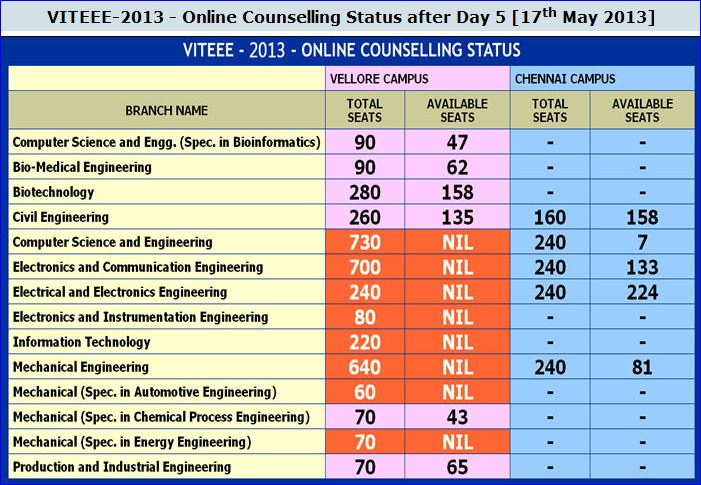 VITEEE-2013 - Online Counselling Status after Day 5 [17th May 2013]
VITEEE - 2013 - ONLINE COUNSELLING STATUS
VELLORE CAMPUS CHENNAI CAMPUS
BRANCH NAME TOTAL SEATS AVAILABLE SEATS TOTAL SEATS AVAILABLE SEATS
Computer Science and Engg. (Spec. in Bioinformatics) 90 47 - -
Bio-Medical Engineering 90 62 - -
Biotechnology 280 158 - -
Civil Engineering 260 135 160 158
Computer Science and Engineering 730 NIL 240 7
Electronics and Communication Engineering 700 NIL 240 133
Electrical and Electronics Engineering 240 NIL 240 224
Electronics and Instrumentation Engineering 80 NIL - -
Information Technology 220 NIL - -
Mechanical Engineering 640 NIL 240 81
Mechanical (Spec. in Automotive Engineering) 60 NIL - -
Mechanical (Spec. in Chemical Process Engineering) 70 43 - -
Mechanical (Spec. in Energy Engineering) 70 NIL - -
Production and Industrial Engineering 70 65 - -